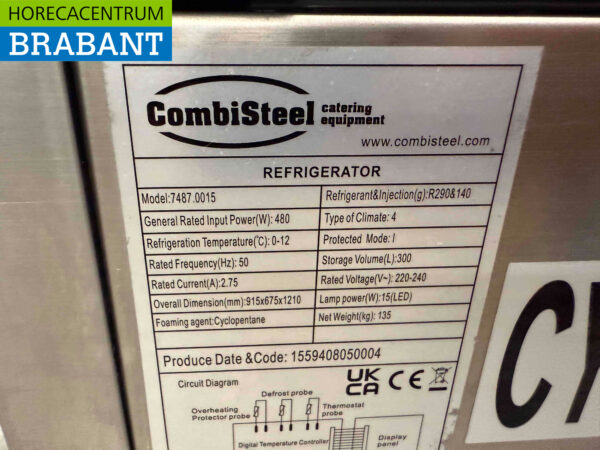 HORECACENTRUM
BRABANT
CombiSteel catering equipment
www.combisteel.com
REFRIGERATOR
Model:7487.0015
Refrigerant&Injection(g):R290&140
General Rated Input Power(W): 480
Type of Climate: 4
Refrigeration Temperature(℃): 0-12
Protected Mode: I
Rated Frequency(Hz): 50
Storage Volume(L): 300
Rated Current(A): 2.75
Rated Voltage(V~): 220-240
Overall Dimension(mm): 915x675x1210
Lamp power(W): 15(LED)
Foaming agent: Cyclopentane
Net Weight(kg): 135
Produce Date &Code: 1559408050004
Circuit Diagram
UK
CA
CE
Defrost probe
Overheating
Protector probe
Thermostat
probe
Digital Temperature Controller
Display
panel
CY